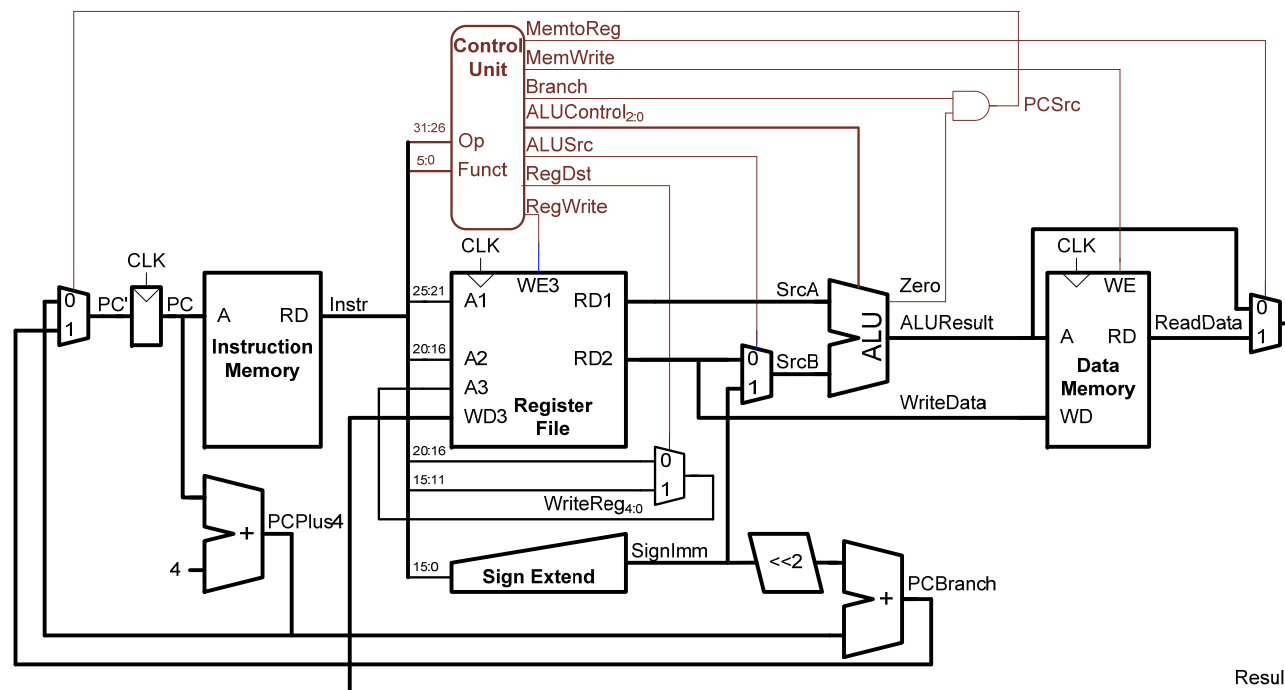 MemtoReg
Control Unit
MemWrite
Branch
PCSrc
ALUControl2:0
31:26
Op
ALUSrc
5:0
Funct
RegDst
RegWrite
CLK
CLK
CLK
WE3
WE
0
1
PC'
PC
A
RD
Instruction Memory
Instr
25:21
A1
RD1
SrcA
Zero
20:16
A2
RD2
0
1
SrcB
ALU
ALUResult
A
RD
Data Memory
ReadData
0
1
A3
WD3
Register File
WriteData
WD
20:16
0
15:11
1
WriteReg4:0
PCPlus4
+
4
SignImm
15:0
Sign Extend
<<2
+
PCBranch
Resul